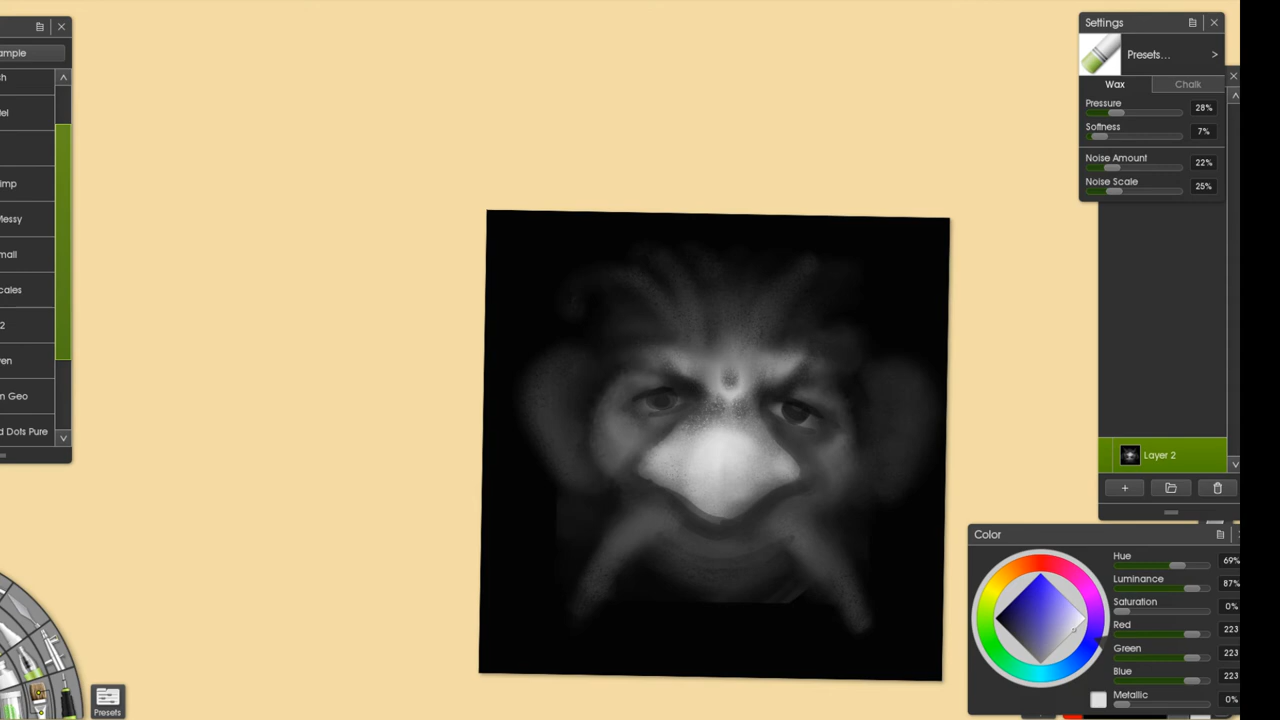 ample
sh
el
imp
Messy
mall
cales
2
ven
n Geo
d Dots Pure
Presets
Settings
Presets... >
Wax Chalk
Pressure 28%
Softness 7%
Noise Amount 22%
Noise Scale 25%
Layer 2
+
Color
Hue 69%
Luminance 87%
Saturation 0%
Red 223
Green 223
Blue 223
Metallic 0%